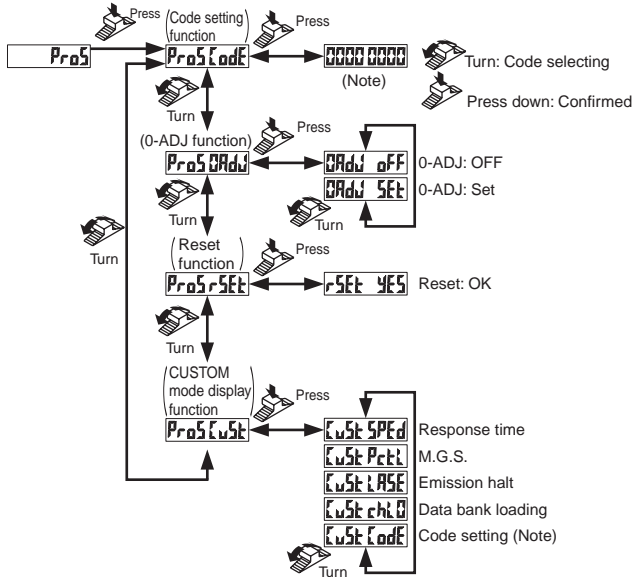 Press
(Code setting
function)
Press
ProS
ProS CodE
0000 0000
Turn: Code selecting
(Note)
Press down: Confirmed
Turn
(0-ADJ function)
Press
ProS 0AdJ
0AdJ oFF
0-ADJ: OFF
0AdJ SEt
0-ADJ: Set
Turn
Turn
Turn
(Reset
function)
Press
ProS rSEt
rSEt YES
Reset: OK
Turn
(CUSTOM
mode display
function)
Press
ProS CuSt
CuSt SPEd
Response time
CuSt PctL
M.G.S.
CuSt LASE
Emission halt
CuSt chL0
Data bank loading
CuSt CodE
Code setting (Note)
Turn